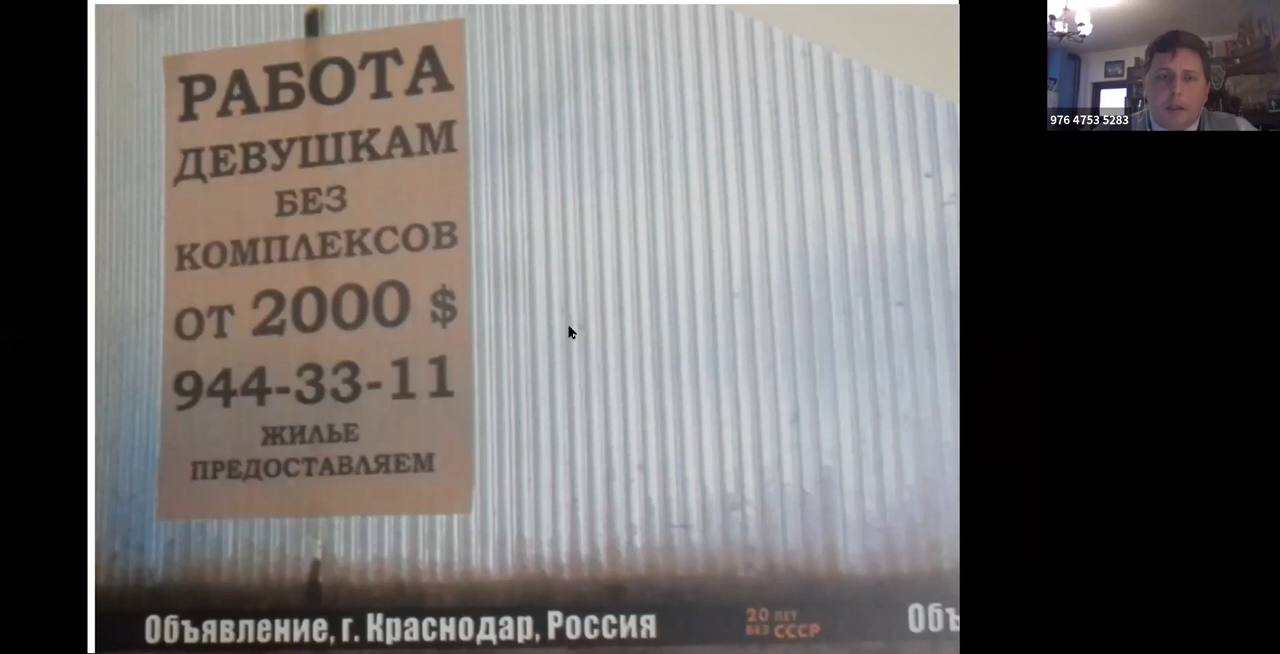 РАБОТА
ДЕВУШКАМ
БЕЗ
КОМПЛЕКСОВ
ОТ 2000 $
944-33-11
ЖИЛЬЕ
ПРЕДОСТАВЛЯЕМ
Объявление, г. Краснодар, Россия
20 ЛЕТ
БЕЗ СССР
Объ
976 4753 5283